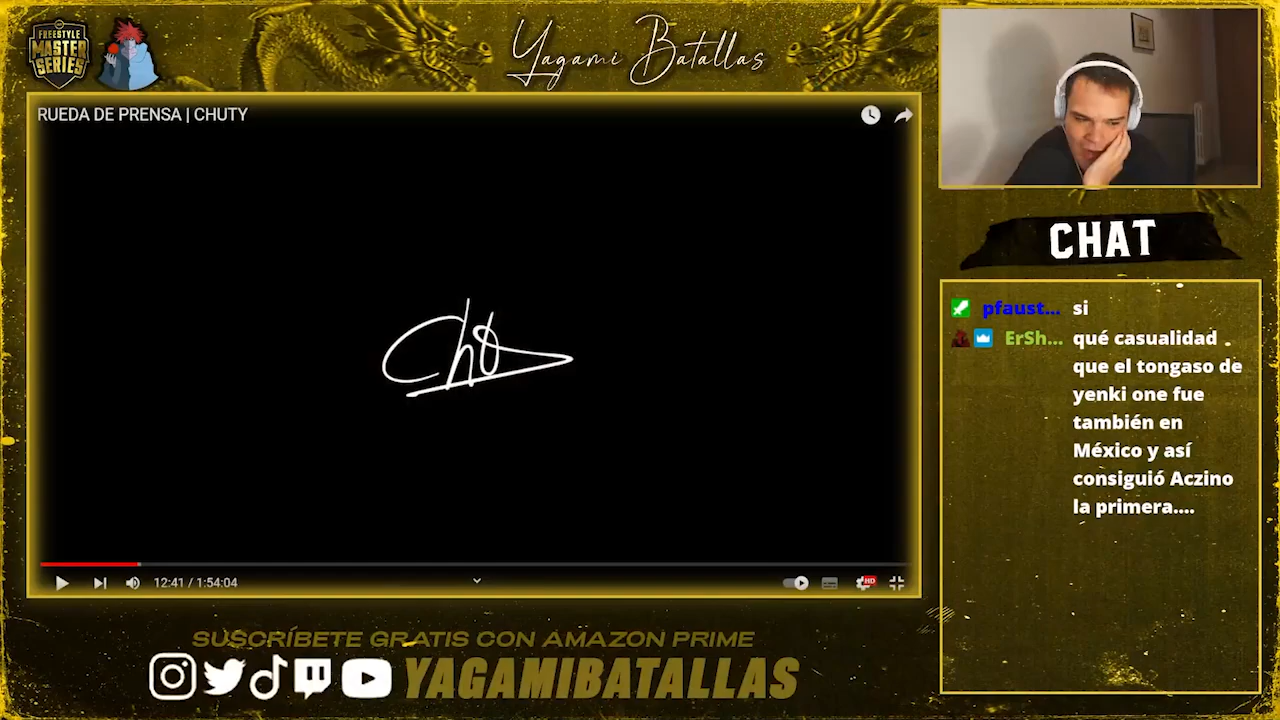 FREESTYLE
MASTER
SERIES
Yagami Batallas
RUEDA DE PRENSA | CHUTY
CHAT
pfaust... si
ErSh... qué casualidad
que el tongaso de
yenki one fue
también en
México y así
consiguió Aczino
la primera....
12:41 / 1:54:04
HD
SUSCRÍBETE GRATIS CON AMAZON PRIME
YAGAMIBATALLAS